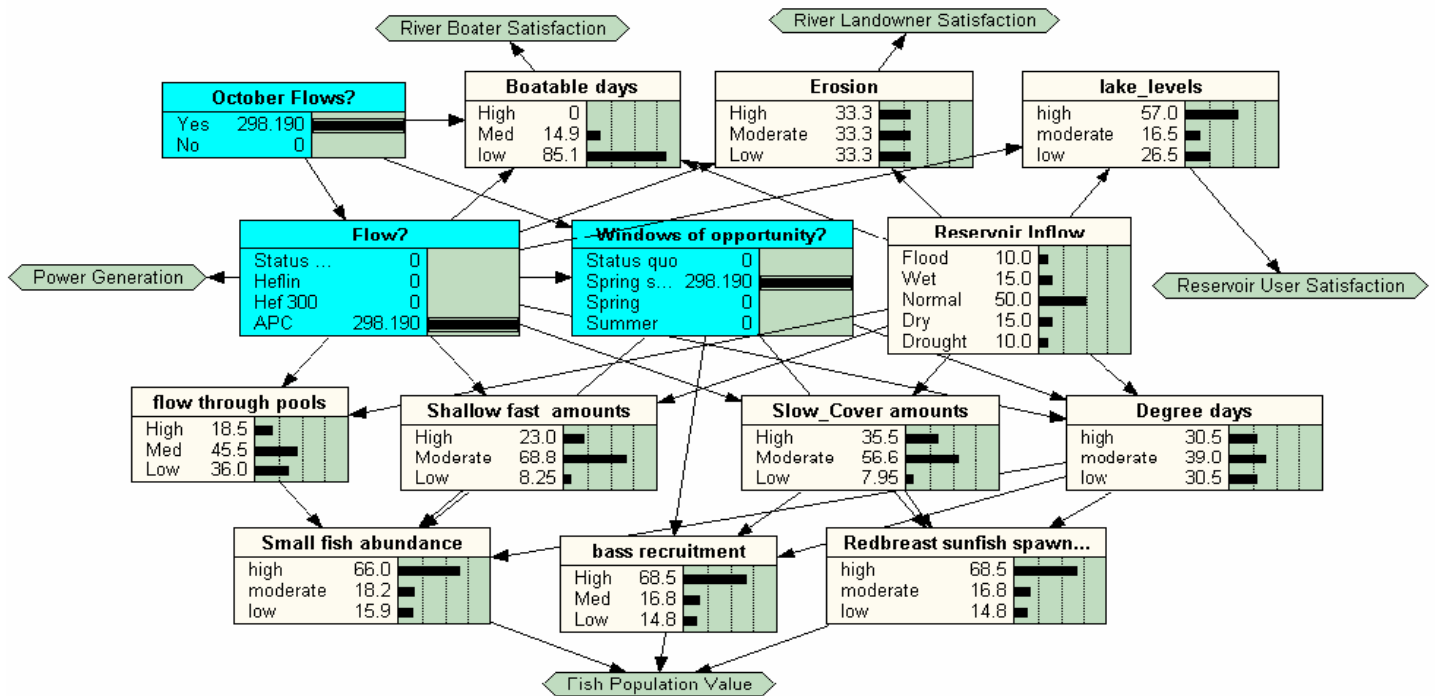 River Boater Satisfaction
River Landowner Satisfaction
October Flows?
Yes 298.190
No 0
Boatable days
High 0
Med 14.9
low 85.1
Erosion
High 33.3
Moderate 33.3
Low 33.3
lake_levels
high 57.0
moderate 16.5
low 26.5
Power Generation
Flow?
Status ... 0
Heflin 0
Hef 300 0
APC 298.190
Windows of opportunity?
Status quo 0
Spring s... 298.190
Spring 0
Summer 0
Reservoir Inflow
Flood 10.0
Wet 15.0
Normal 50.0
Dry 15.0
Drought 10.0
Reservoir User Satisfaction
flow through pools
High 18.5
Med 45.5
Low 36.0
Shallow fast_amounts
High 23.0
Moderate 68.8
Low 8.25
Slow_Cover amounts
High 35.5
Moderate 56.6
Low 7.95
Degree days
high 30.5
moderate 39.0
low 30.5
Small fish abundance
high 66.0
moderate 18.2
low 15.9
bass recruitment
High 68.5
Med 16.8
Low 14.8
Redbreast sunfish spawn...
high 68.5
moderate 16.8
low 14.8
Fish Population Value